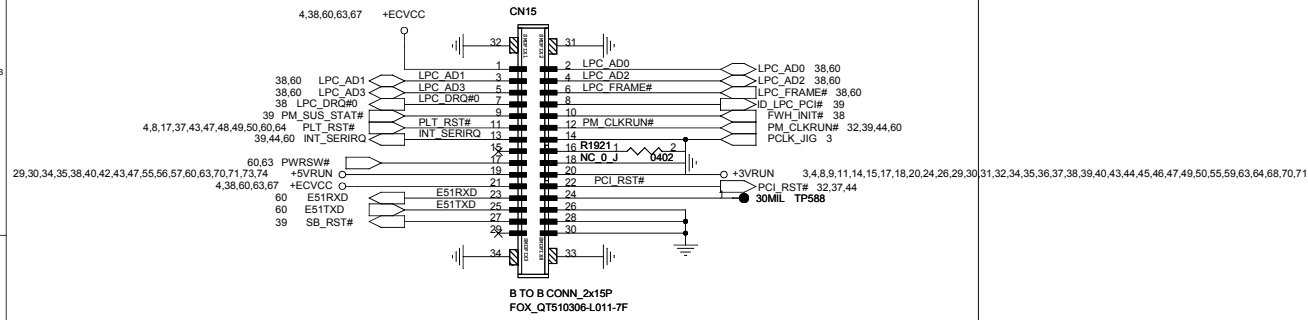 CN15
4,38,60,63,67 +ECVCC
32 31
1 2 LPC_AD0 LPC_AD0 38,60
38,60 LPC_AD1 LPC_AD1 3 4 LPC_AD2 LPC_AD2 38,60
38,60 LPC_AD3 LPC_AD3 5 6 LPC_FRAME# LPC_FRAME# 38,60
38 LPC_DRQ#0 LPC_DRQ#0 7 8 ID_LPC_PCI# 39
39 PM_SUS_STAT# 9 10 FWH_INIT# 38
4,8,17,37,43,47,48,49,50,60,64 PLT_RST# PLT_RST# 11 12 PM_CLKRUN# PM_CLKRUN# 32,39,44,60
39,44,60 INT_SERIRQ INT_SERIRQ 13 14 PCLK_JIG 3
15 16 R1921 1 2
60,63 PWRSW# 17 18 NC_0_J 0402
29,30,34,35,38,40,42,43,47,55,56,57,60,63,70,71,73,74 +5VRUN 19 20 +3VRUN 3,4,8,9,11,14,15,17,18,20,24,26,29,30,31,32,34,35,36,37,38,39,40,43,44,45,46,47,49,50,55,59,63,64,68,70,71
4,38,60,63,67 +ECVCC 21 22 PCI_RST# PCI_RST# 32,37,44
60 E51RXD E51RXD 23 24 30MIL TP588
60 E51TXD E51TXD 25 26
39 SB_RST# 27 28
29 30
34 33
B TO B CONN_2x15P
FOX_QT510306-L011-7F